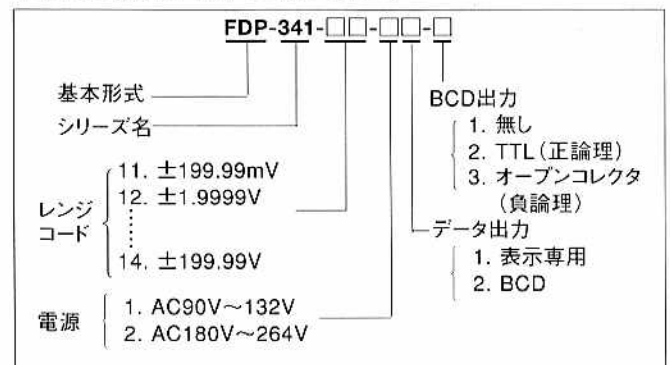 FDP-341-□□-□□-□
基本形式
シリーズ名
レンジ
コード
11. ±199.99mV
12. ±1.9999V
14. ±199.99V
電源
1. AC90V～132V
2. AC180V～264V
BCD出力
1. 無し
2. TTL（正論理）
3. オープンコレクタ
（負論理）
データ出力
1. 表示専用
2. BCD